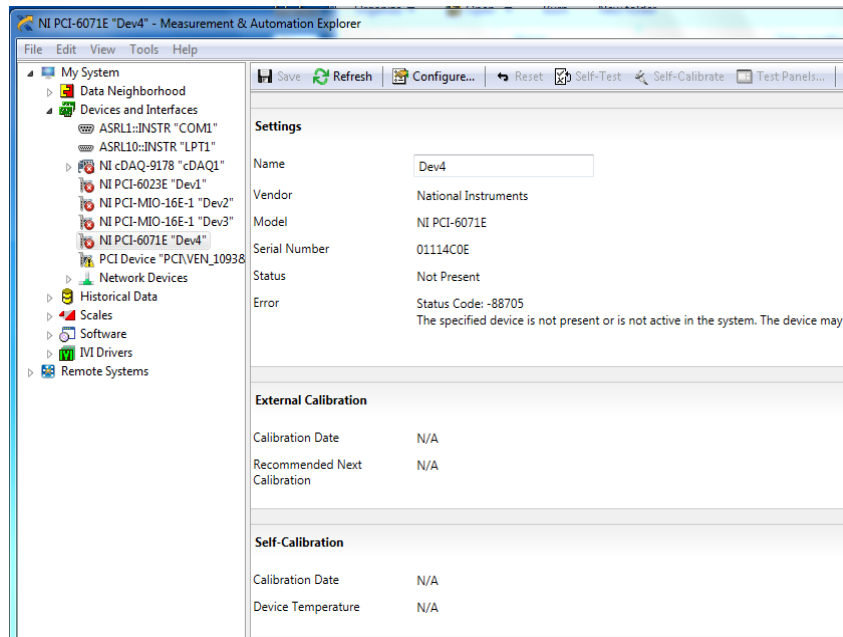 NI PCI-6071E "Dev4" - Measurement & Automation Explorer
File Edit View Tools Help
My System
Data Neighborhood
Devices and Interfaces
ASRL1::INSTR "COM1"
ASRL10::INSTR "LPT1"
NI cDAQ-9178 "cDAQ1"
NI PCI-6023E "Dev1"
NI PCI-MIO-16E-1 "Dev2"
NI PCI-MIO-16E-1 "Dev3"
NI PCI-6071E "Dev4"
PCI Device "PCI\VEN_10938
Network Devices
Historical Data
Scales
Software
IVI Drivers
Remote Systems
Save Refresh Configure... Reset Self-Test Self-Calibrate Test Panels...
Settings
Name Dev4
Vendor National Instruments
Model NI PCI-6071E
Serial Number 01114C0E
Status Not Present
Error Status Code: -88705
The specified device is not present or is not active in the system. The device may
External Calibration
Calibration Date N/A
Recommended Next N/A
Calibration
Self-Calibration
Calibration Date N/A
Device Temperature N/A